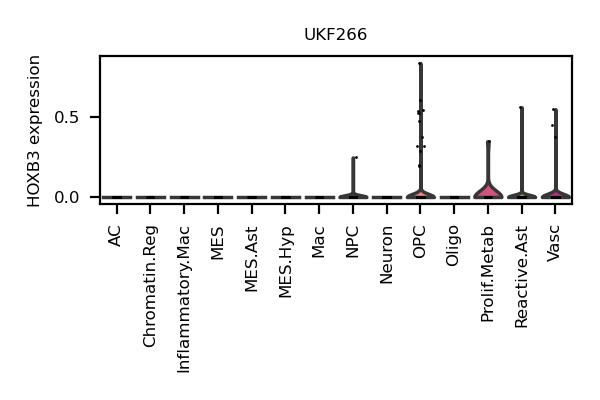 UKF266
HOXB3 expression
0.5
0.0
AC
Chromatin.Reg
Inflammatory.Mac
MES
MES.Ast
MES.Hyp
Mac
NPC
Neuron
OPC
Oligo
Prolif.Metab
Reactive.Ast
Vasc